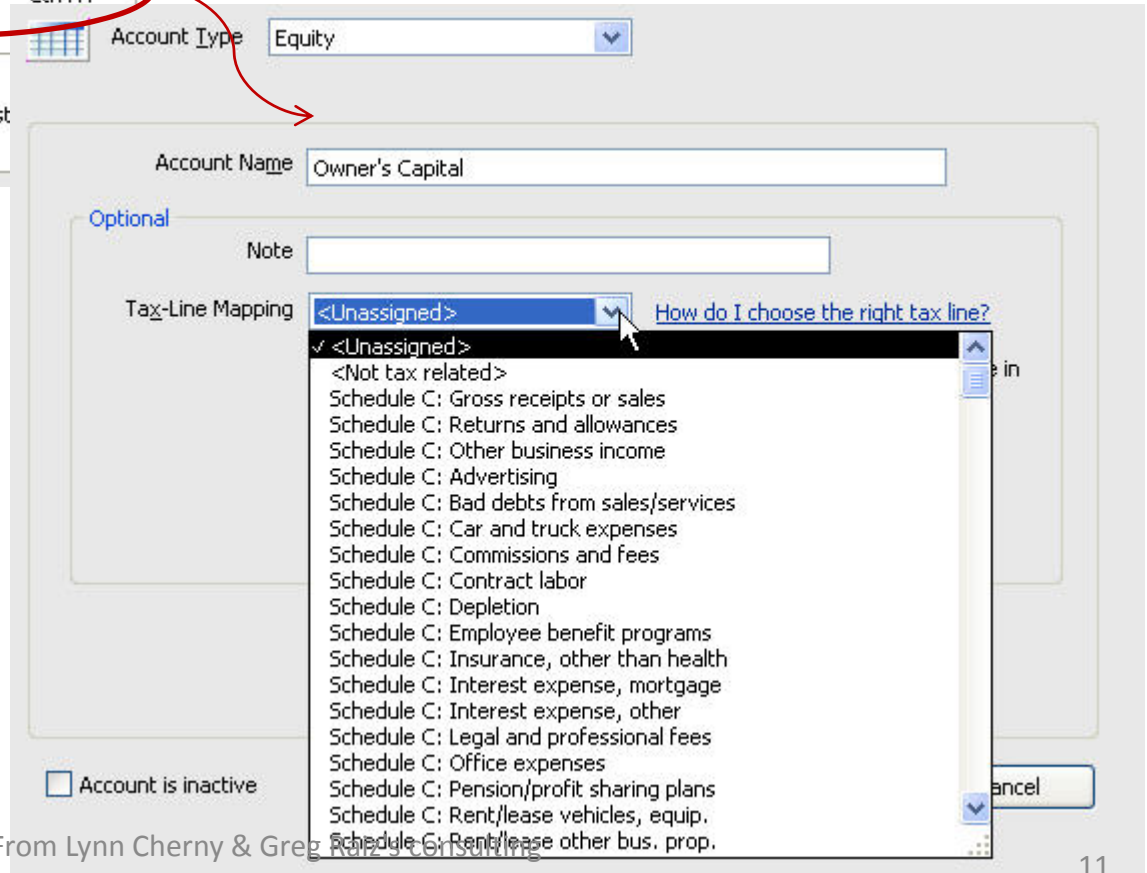 Account Type Equity
st
Account Name Owner's Capital
Optional
Note
Tax-Line Mapping <Unassigned> How do I choose the right tax line?
✓ <Unassigned>
<Not tax related> e in
Schedule C: Gross receipts or sales
Schedule C: Returns and allowances
Schedule C: Other business income
Schedule C: Advertising
Schedule C: Bad debts from sales/services
Schedule C: Car and truck expenses
Schedule C: Commissions and fees
Schedule C: Contract labor
Schedule C: Depletion
Schedule C: Employee benefit programs
Schedule C: Insurance, other than health
Schedule C: Interest expense, mortgage
Schedule C: Interest expense, other
Schedule C: Legal and professional fees
Schedule C: Office expenses
Schedule C: Pension/profit sharing plans
Account is inactive ancel
Schedule C: Rent/lease vehicles, equip.
Schedule C: Rent/lease other bus. prop.
From Lynn Cherny & Greg Raiz's consulting
11